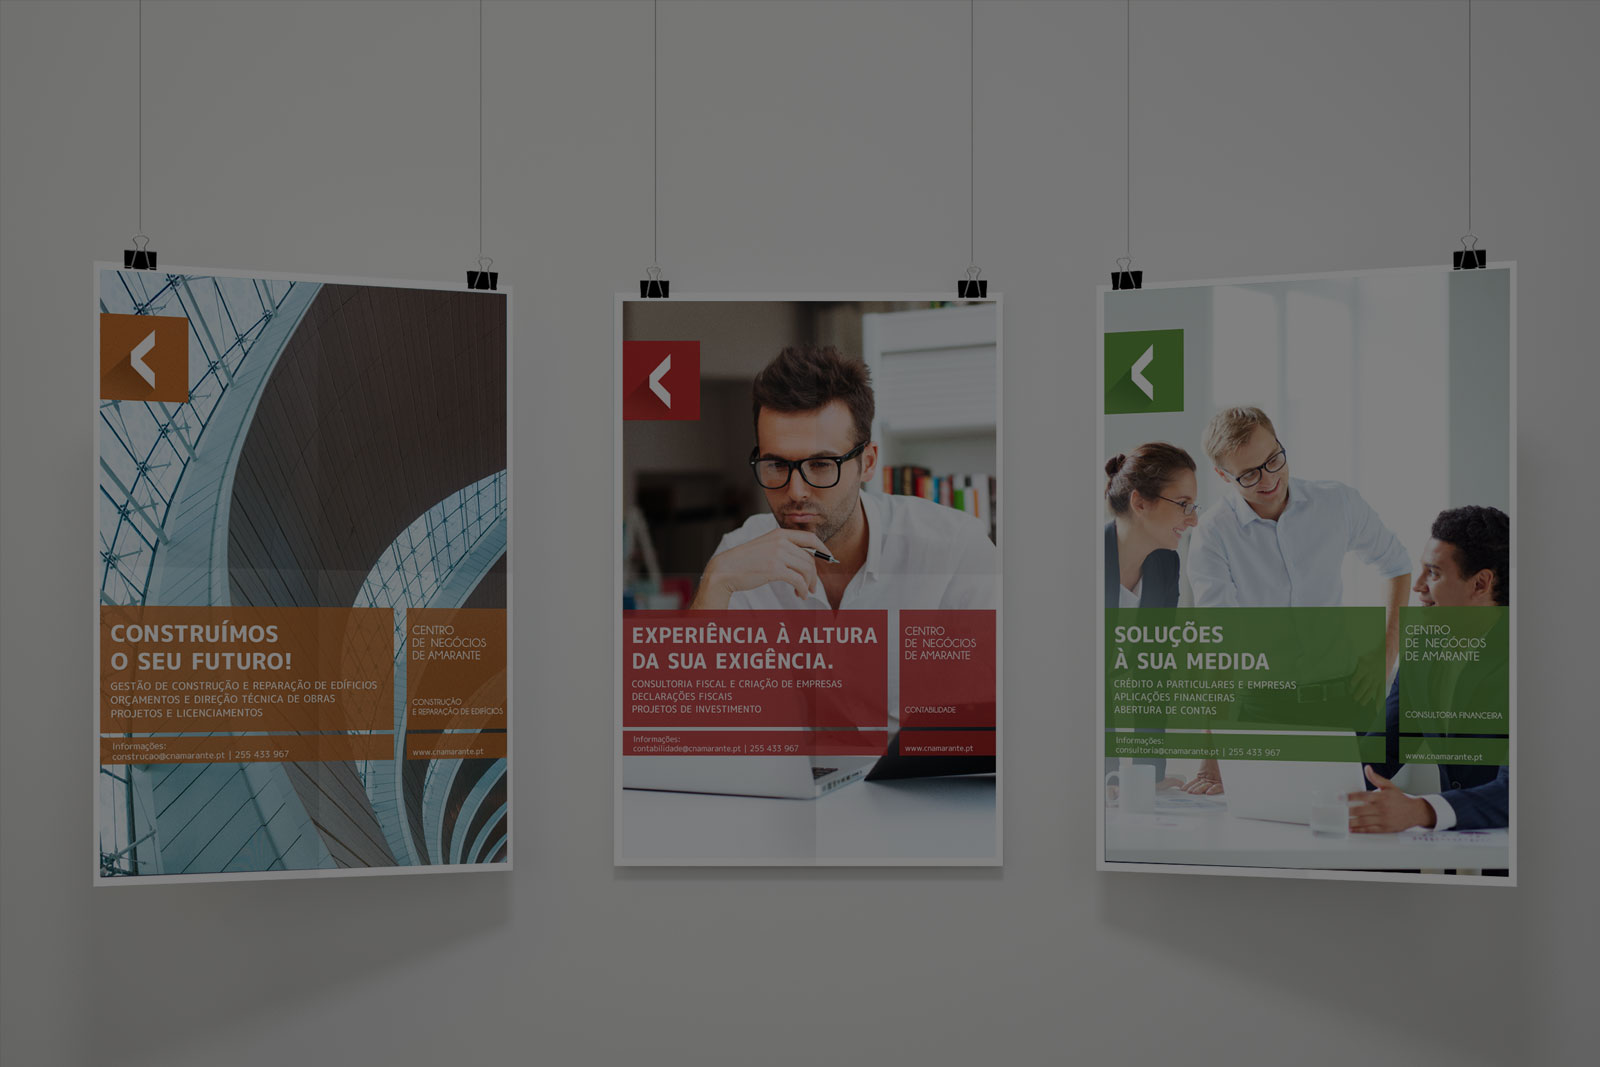 CONSTRUÍMOS
O SEU FUTURO!
GESTÃO DE CONSTRUÇÃO E REPARAÇÃO DE EDÍFICIOS
ORÇAMENTOS E DIREÇÃO TÉCNICA DE OBRAS
PROJETOS E LICENCIAMENTOS
Informações:
construcao@cnamarante.pt | 255 433 967
CENTRO
DE NEGÓCIOS
DE AMARANTE
CONSTRUÇÃO
E REPARAÇÃO DE EDIFÍCIOS
www.cnamarante.pt
EXPERIÊNCIA À ALTURA
DA SUA EXIGÊNCIA.
CONSULTORIA FISCAL E CRIAÇÃO DE EMPRESAS
DECLARAÇÕES FISCAIS
PROJETOS DE INVESTIMENTO
Informações:
contabilidade@cnamarante.pt | 255 433 967
CENTRO
DE NEGÓCIOS
DE AMARANTE
CONTABILIDADE
www.cnamarante.pt
SOLUÇÕES
À SUA MEDIDA
CRÉDITO A PARTICULARES E EMPRESAS
APLICAÇÕES FINANCEIRAS
ABERTURA DE CONTAS
Informações:
consultoria@cnamarante.pt | 255 433 967
CENTRO
DE NEGÓCIOS
DE AMARANTE
CONSULTORIA FINANCEIRA
www.cnamarante.pt